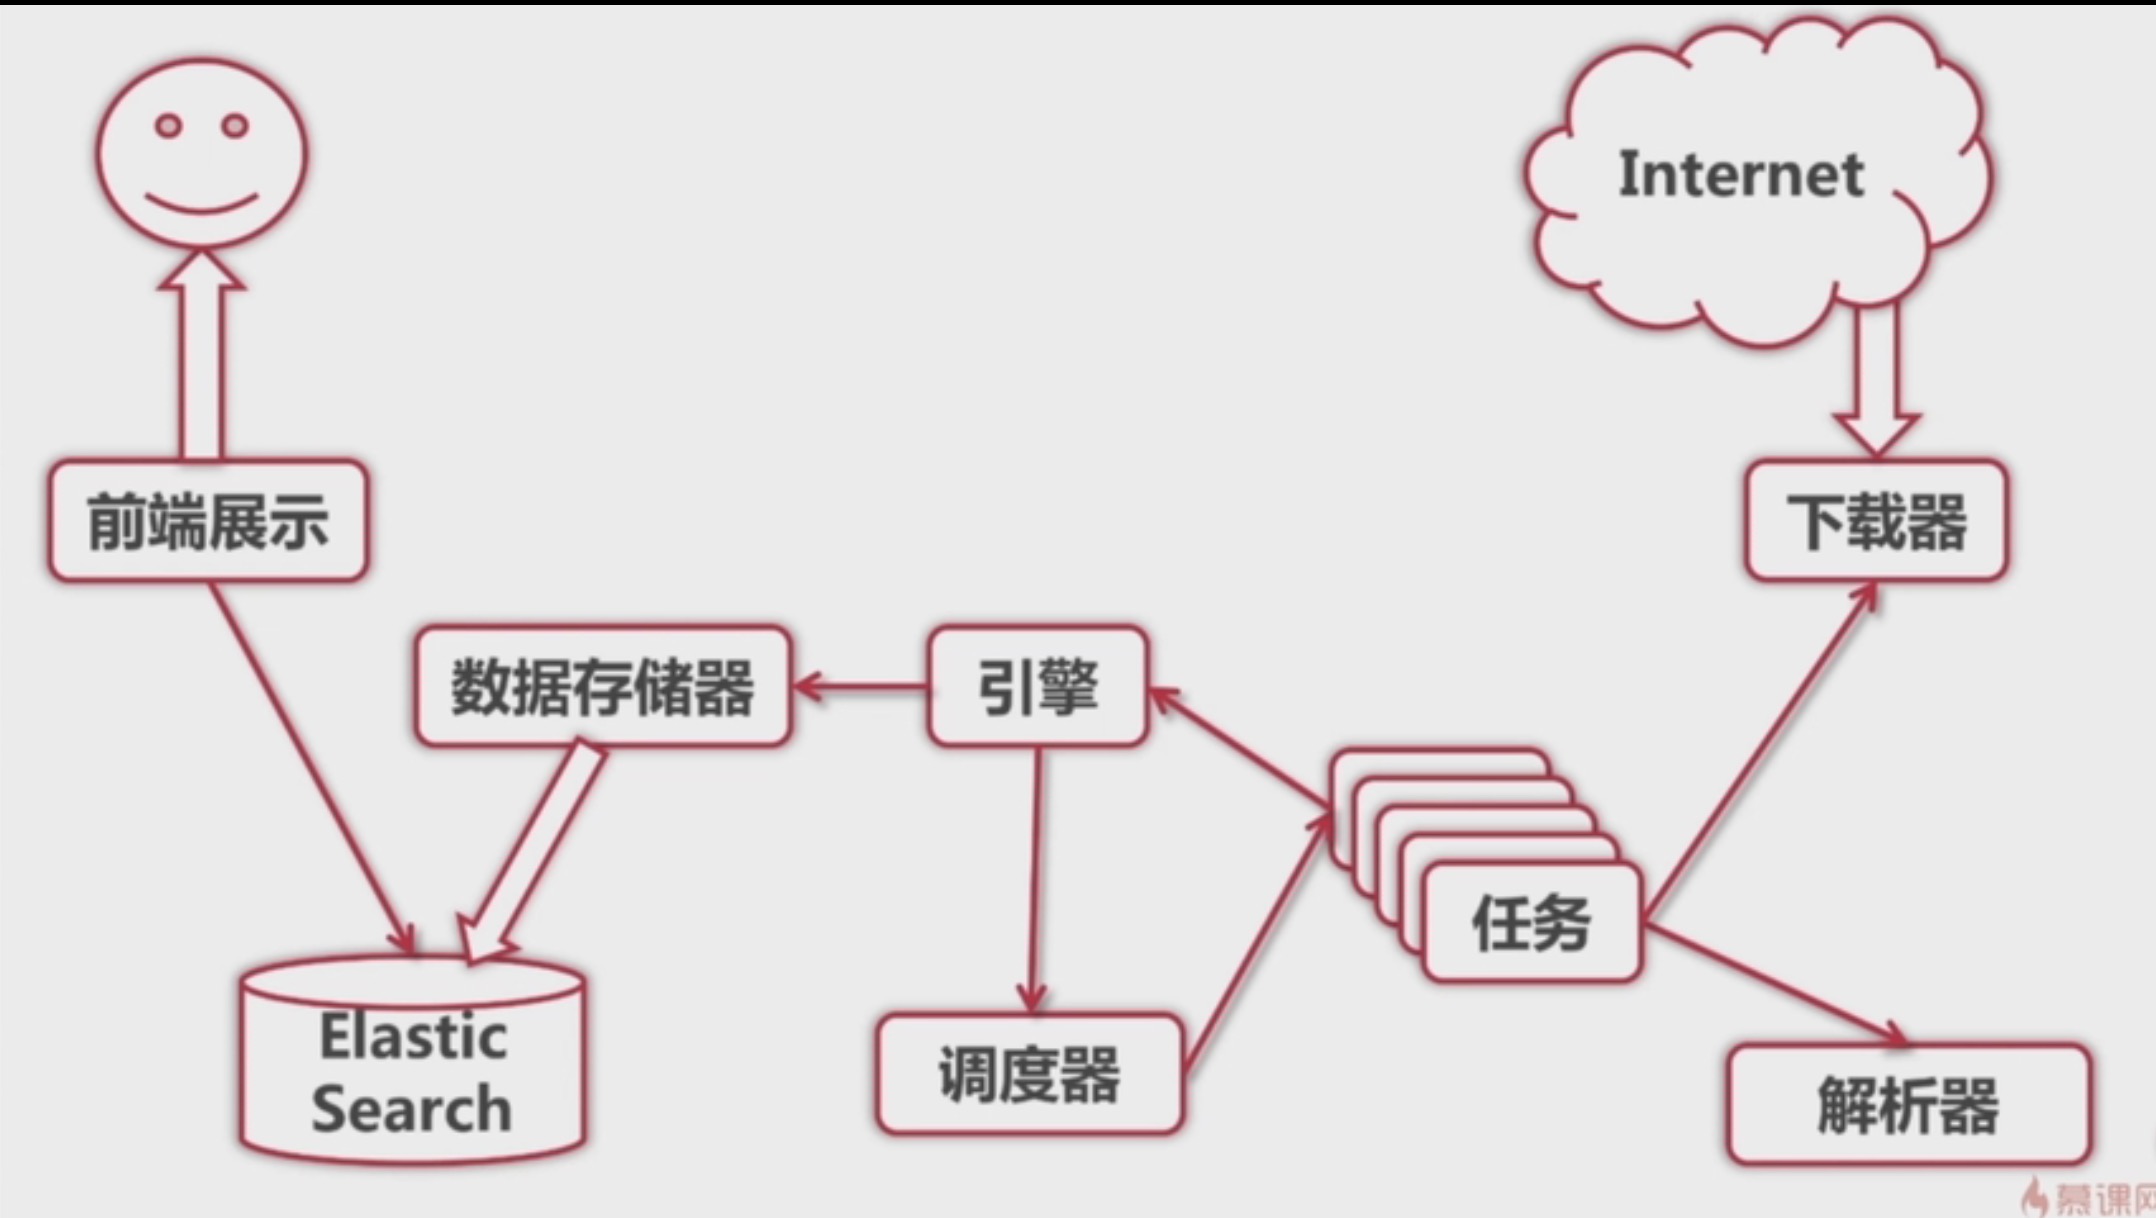 Internet
前端展示
下载器
数据存储器
引擎
任务
Elastic
Search
调度器
解析器
慕课网